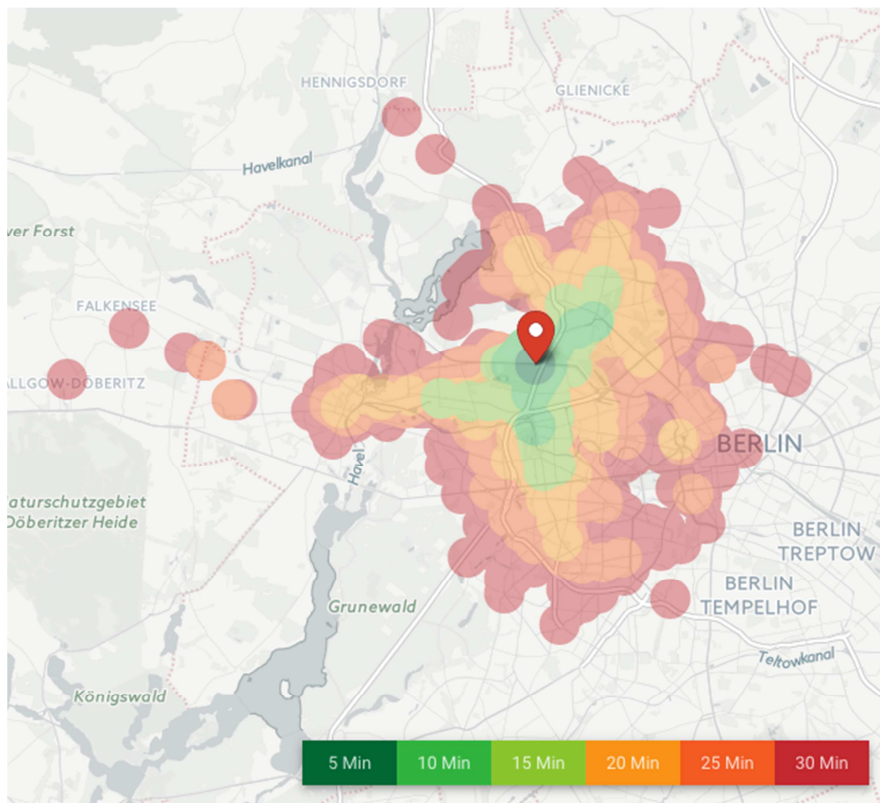 HENNIGSDORF
GLIENICKE
Havelkanal
ver Forst
FALKENSEE
ALLGOW-DÖBERITZ
BERLIN
Havel
aturschutzgebiet
Döberitzer Heide
BERLIN
TREPTOW
BERLIN
TEMPELHOF
Grunewald
Teltowkanal
Königswald
5 Min 10 Min 15 Min 20 Min 25 Min 30 Min